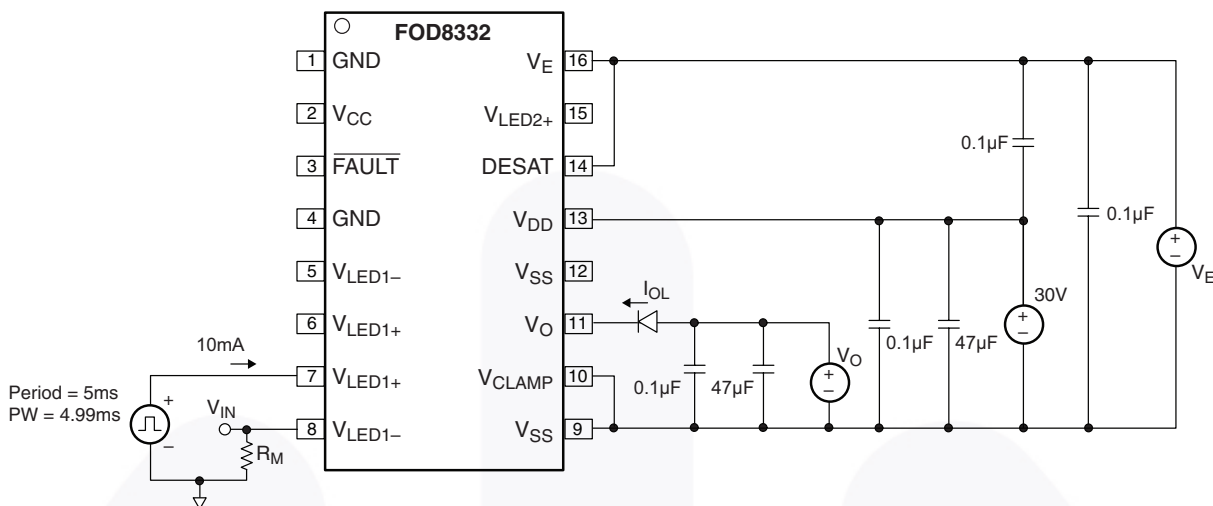 FOD8332
1 GND
2 VCC
3 FAULT
4 GND
5 VLED1–
6 VLED1+
7 VLED1+
8 VLED1–
VE 16
VLED2+ 15
DESAT 14
VDD 13
VSS 12
VO 11
VCLAMP 10
VSS 9
10mA
Period = 5ms
PW = 4.99ms
+
–
VIN
RM
IOL
0.1µF
47µF
VO
+
–
0.1µF
47µF
30V
+
–
0.1µF
0.1µF
+
–
VE